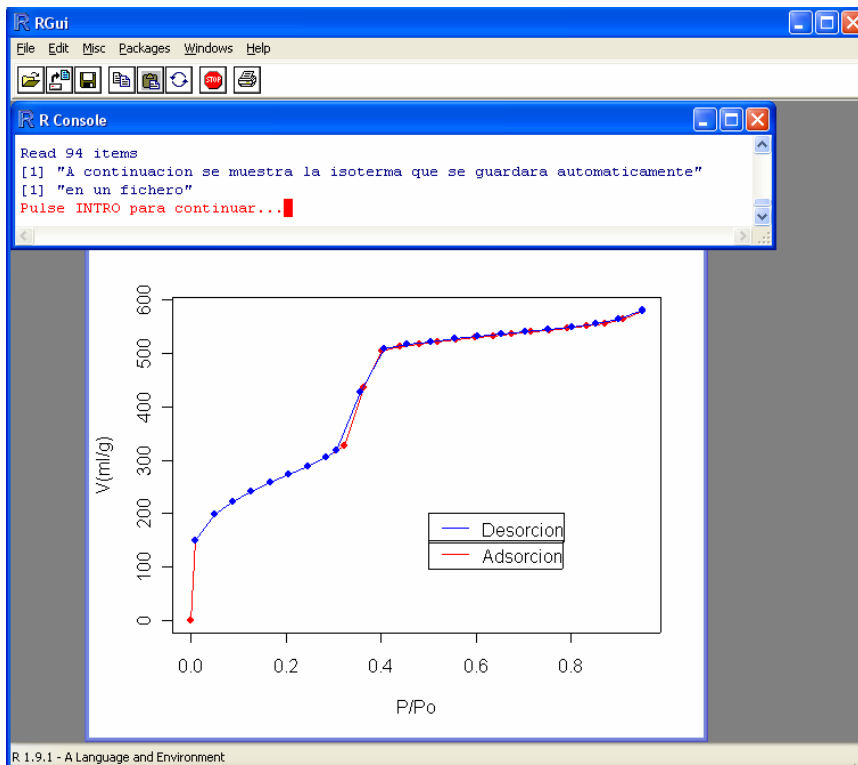 RGui
File Edit Misc Packages Windows Help
STOP
R Console
Read 94 items
[1] "A continuacion se muestra la isoterma que se guardara automaticamente"
[1] "en un fichero"
Pulse INTRO para continuar...
600
500
400
300
200
100
0
V(ml/g)
Desorcion
Adsorcion
0.0 0.2 0.4 0.6 0.8
P/Po
R 1.9.1 - A Language and Environment